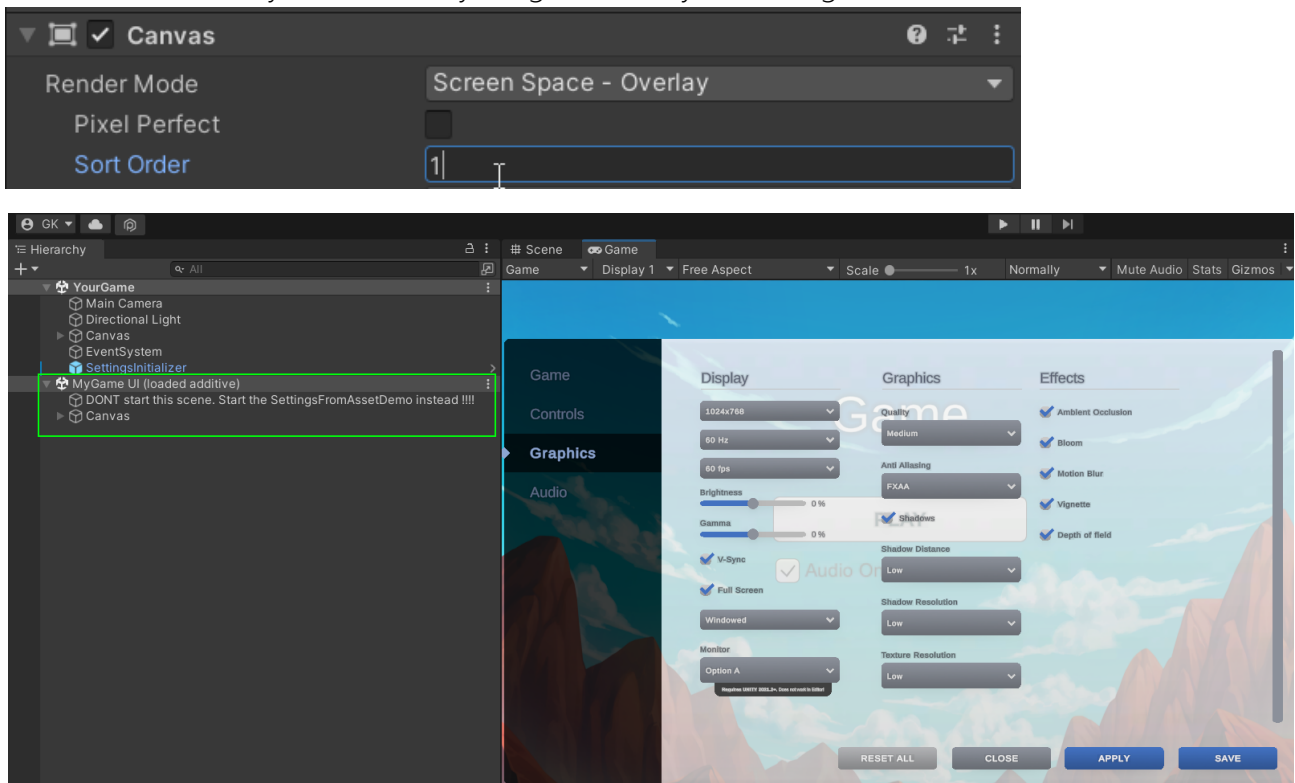 Canvas
Render Mode
Screen Space - Overlay
Pixel Perfect
Sort Order
1
GK
Hierarchy
All
YourGame
Main Camera
Directional Light
Canvas
EventSystem
SettingsInitializer
MyGame UI (loaded additive)
DONT start this scene. Start the SettingsFromAssetDemo instead !!!!
Canvas
Scene
Game
Game
Display 1
Free Aspect
Scale
1x
Normally
Mute Audio
Stats
Gizmos
Game
Controls
Graphics
Audio
Game
PLAY
Audio On
Display
1024x768
60 Hz
60 fps
Brightness
0 %
Gamma
0 %
V-Sync
Full Screen
Windowed
Monitor
Option A
Graphics
Quality
Medium
Anti Aliasing
FXAA
Shadows
Shadow Distance
Low
Shadow Resolution
Low
Texture Resolution
Low
Effects
Ambient Occlusion
Bloom
Motion Blur
Vignette
Depth of field
RESET ALL
CLOSE
APPLY
SAVE